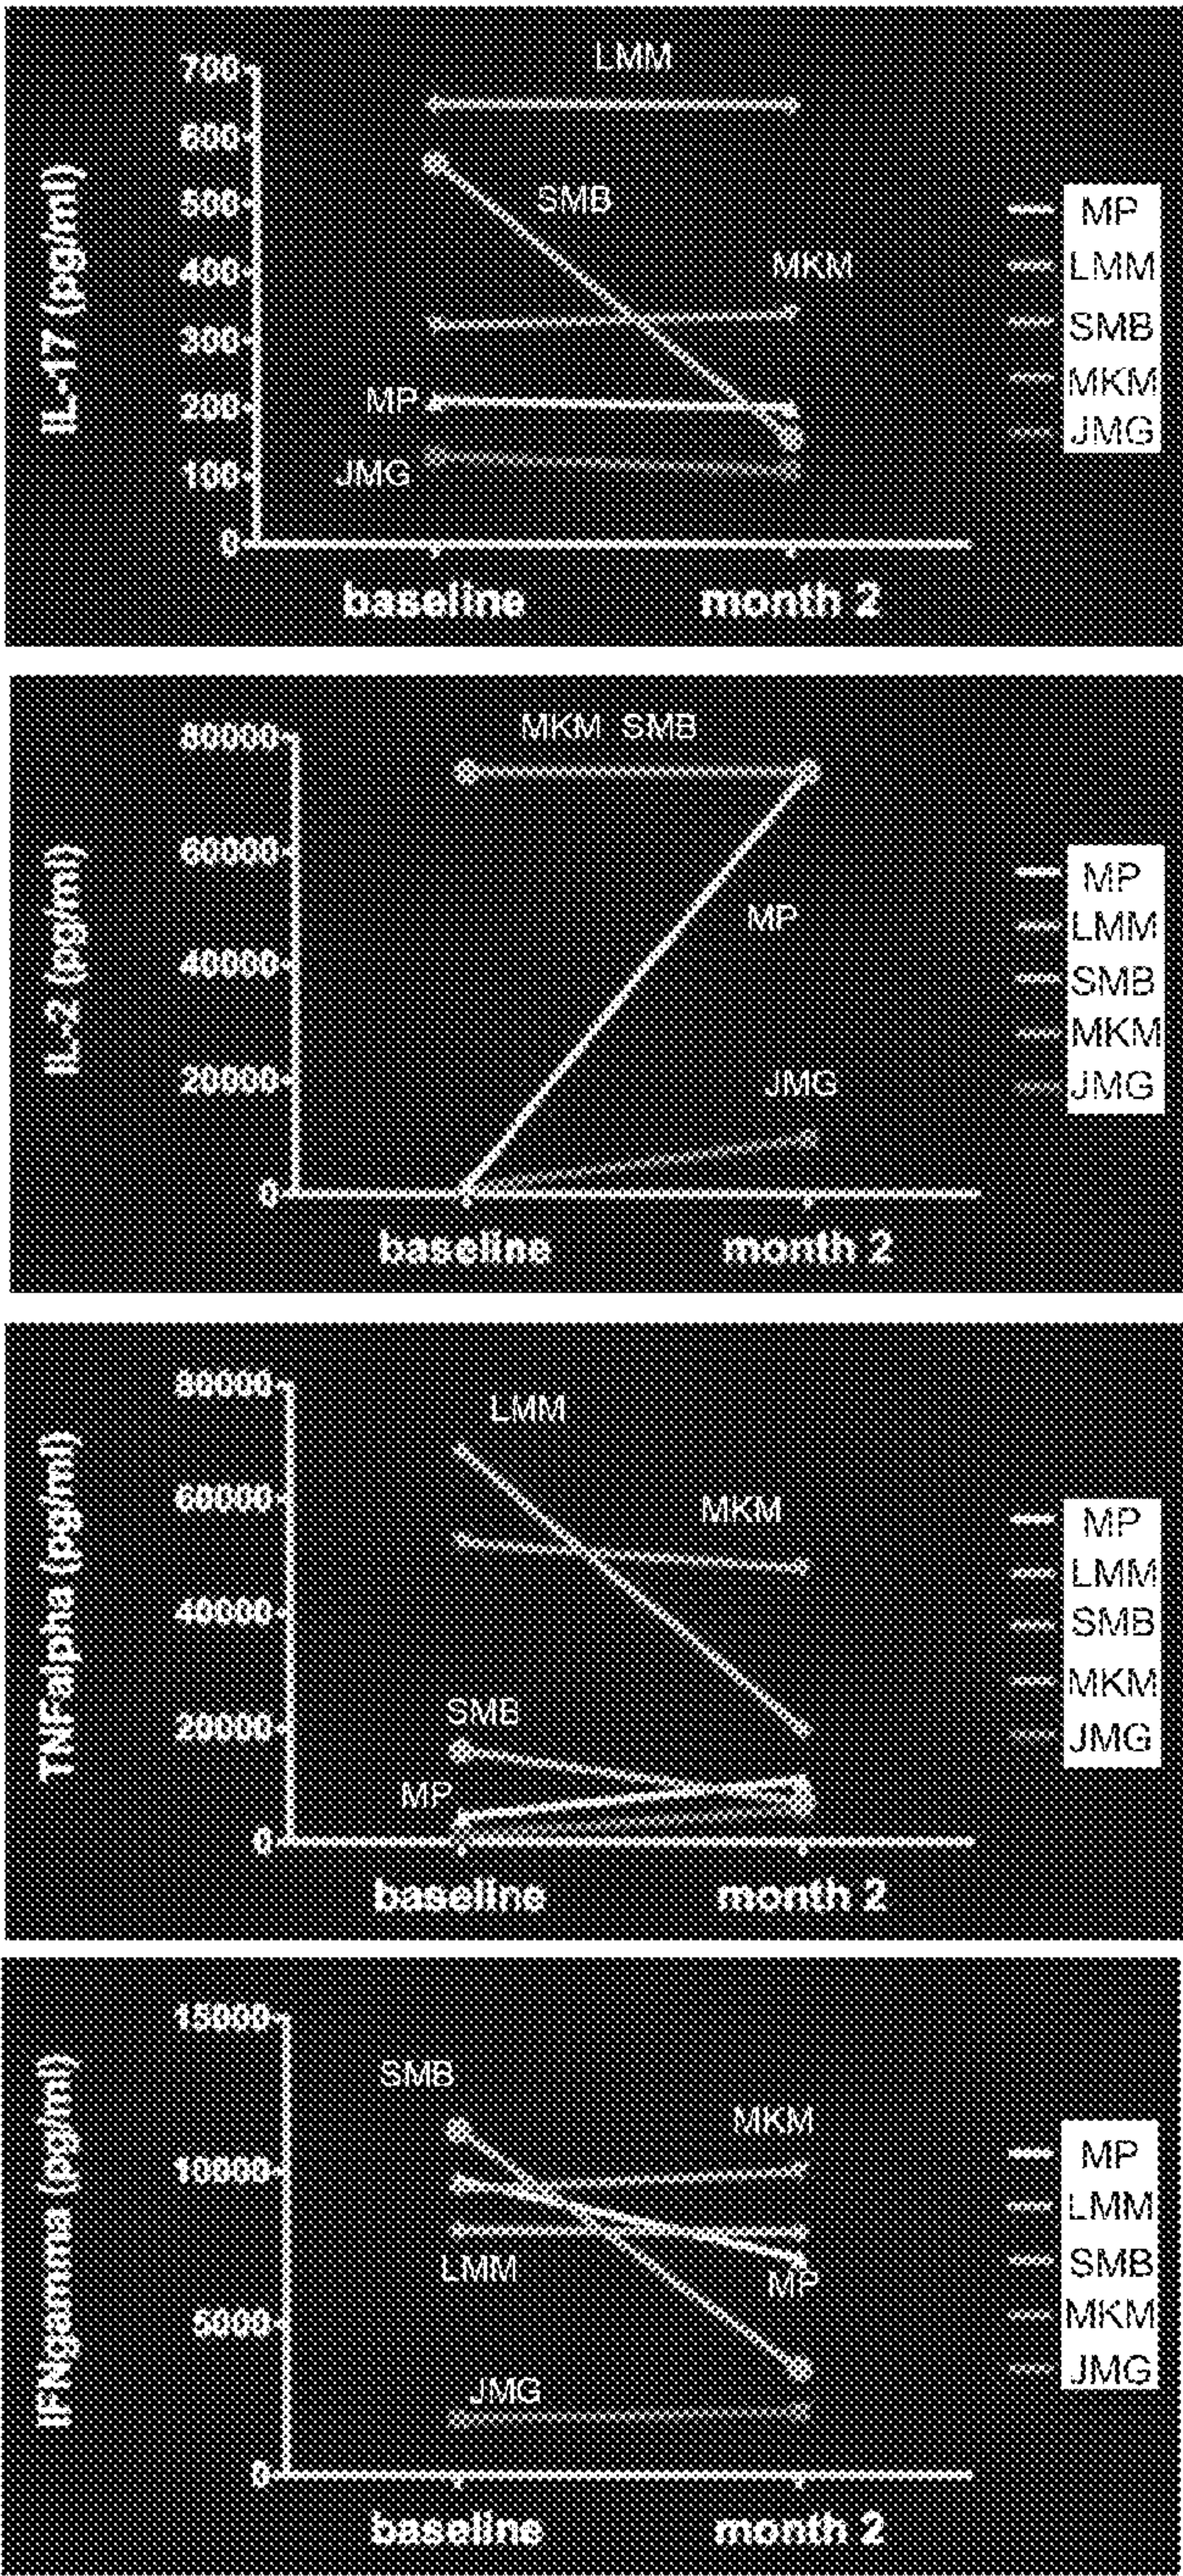 IL-17 (pg/ml)
700
600
500
400
300
200
100
0
LMM
SMB
MKM
MP
JMG
baseline month 2
MP
LMM
SMB
MKM
JMG
IL-2 (pg/ml)
80000
60000
40000
20000
0
MKM SMB
MP
JMG
baseline month 2
MP
LMM
SMB
MKM
JMG
TNFalpha (pg/ml)
80000
60000
40000
20000
0
LMM
MKM
SMB
MP
baseline month 2
MP
LMM
SMB
MKM
JMG
IFNgamma (pg/ml)
15000
10000
5000
0
SMB
MKM
LMM
MP
JMG
baseline month 2
MP
LMM
SMB
MKM
JMG